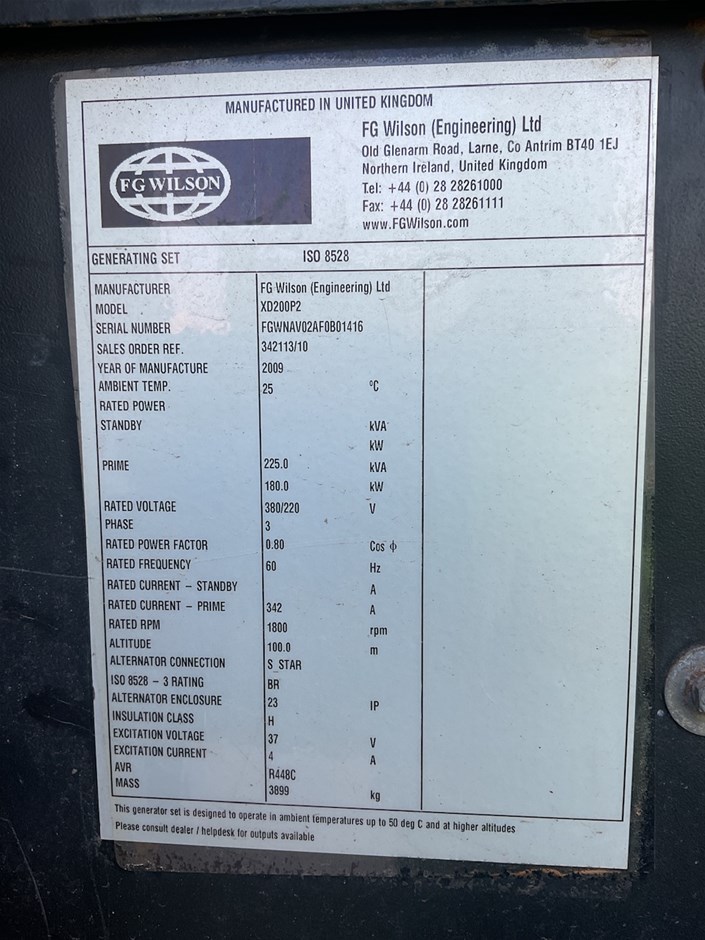 MANUFACTURED IN UNITED KINGDOM
FG WILSON
FG Wilson (Engineering) Ltd
Old Glenarm Road, Larne, Co Antrim BT40 1EJ
Northern Ireland, United Kingdom
Tel: +44 (0) 28 28261000
Fax: +44 (0) 28 28261111
www.FGWilson.com
GENERATING SET ISO 8528
MANUFACTURER FG Wilson (Engineering) Ltd
MODEL XD200P2
SERIAL NUMBER FGWNAV02AF0B01416
SALES ORDER REF. 342113/10
YEAR OF MANUFACTURE 2009
AMBIENT TEMP. 25 °C
RATED POWER
STANDBY kVA
kW
PRIME 225.0 kVA
180.0 kW
RATED VOLTAGE 380/220 V
PHASE 3
RATED POWER FACTOR 0.80 Cos ϕ
RATED FREQUENCY 60 Hz
RATED CURRENT – STANDBY A
RATED CURRENT – PRIME 342 A
RATED RPM 1800 rpm
ALTITUDE 100.0 m
ALTERNATOR CONNECTION S_STAR
ISO 8528 – 3 RATING BR
ALTERNATOR ENCLOSURE 23 IP
INSULATION CLASS H
EXCITATION VOLTAGE 37 V
EXCITATION CURRENT 4 A
AVR R448C
MASS 3899 kg
This generator set is designed to operate in ambient temperatures up to 50 deg C and at higher altitudes
Please consult dealer / helpdesk for outputs available